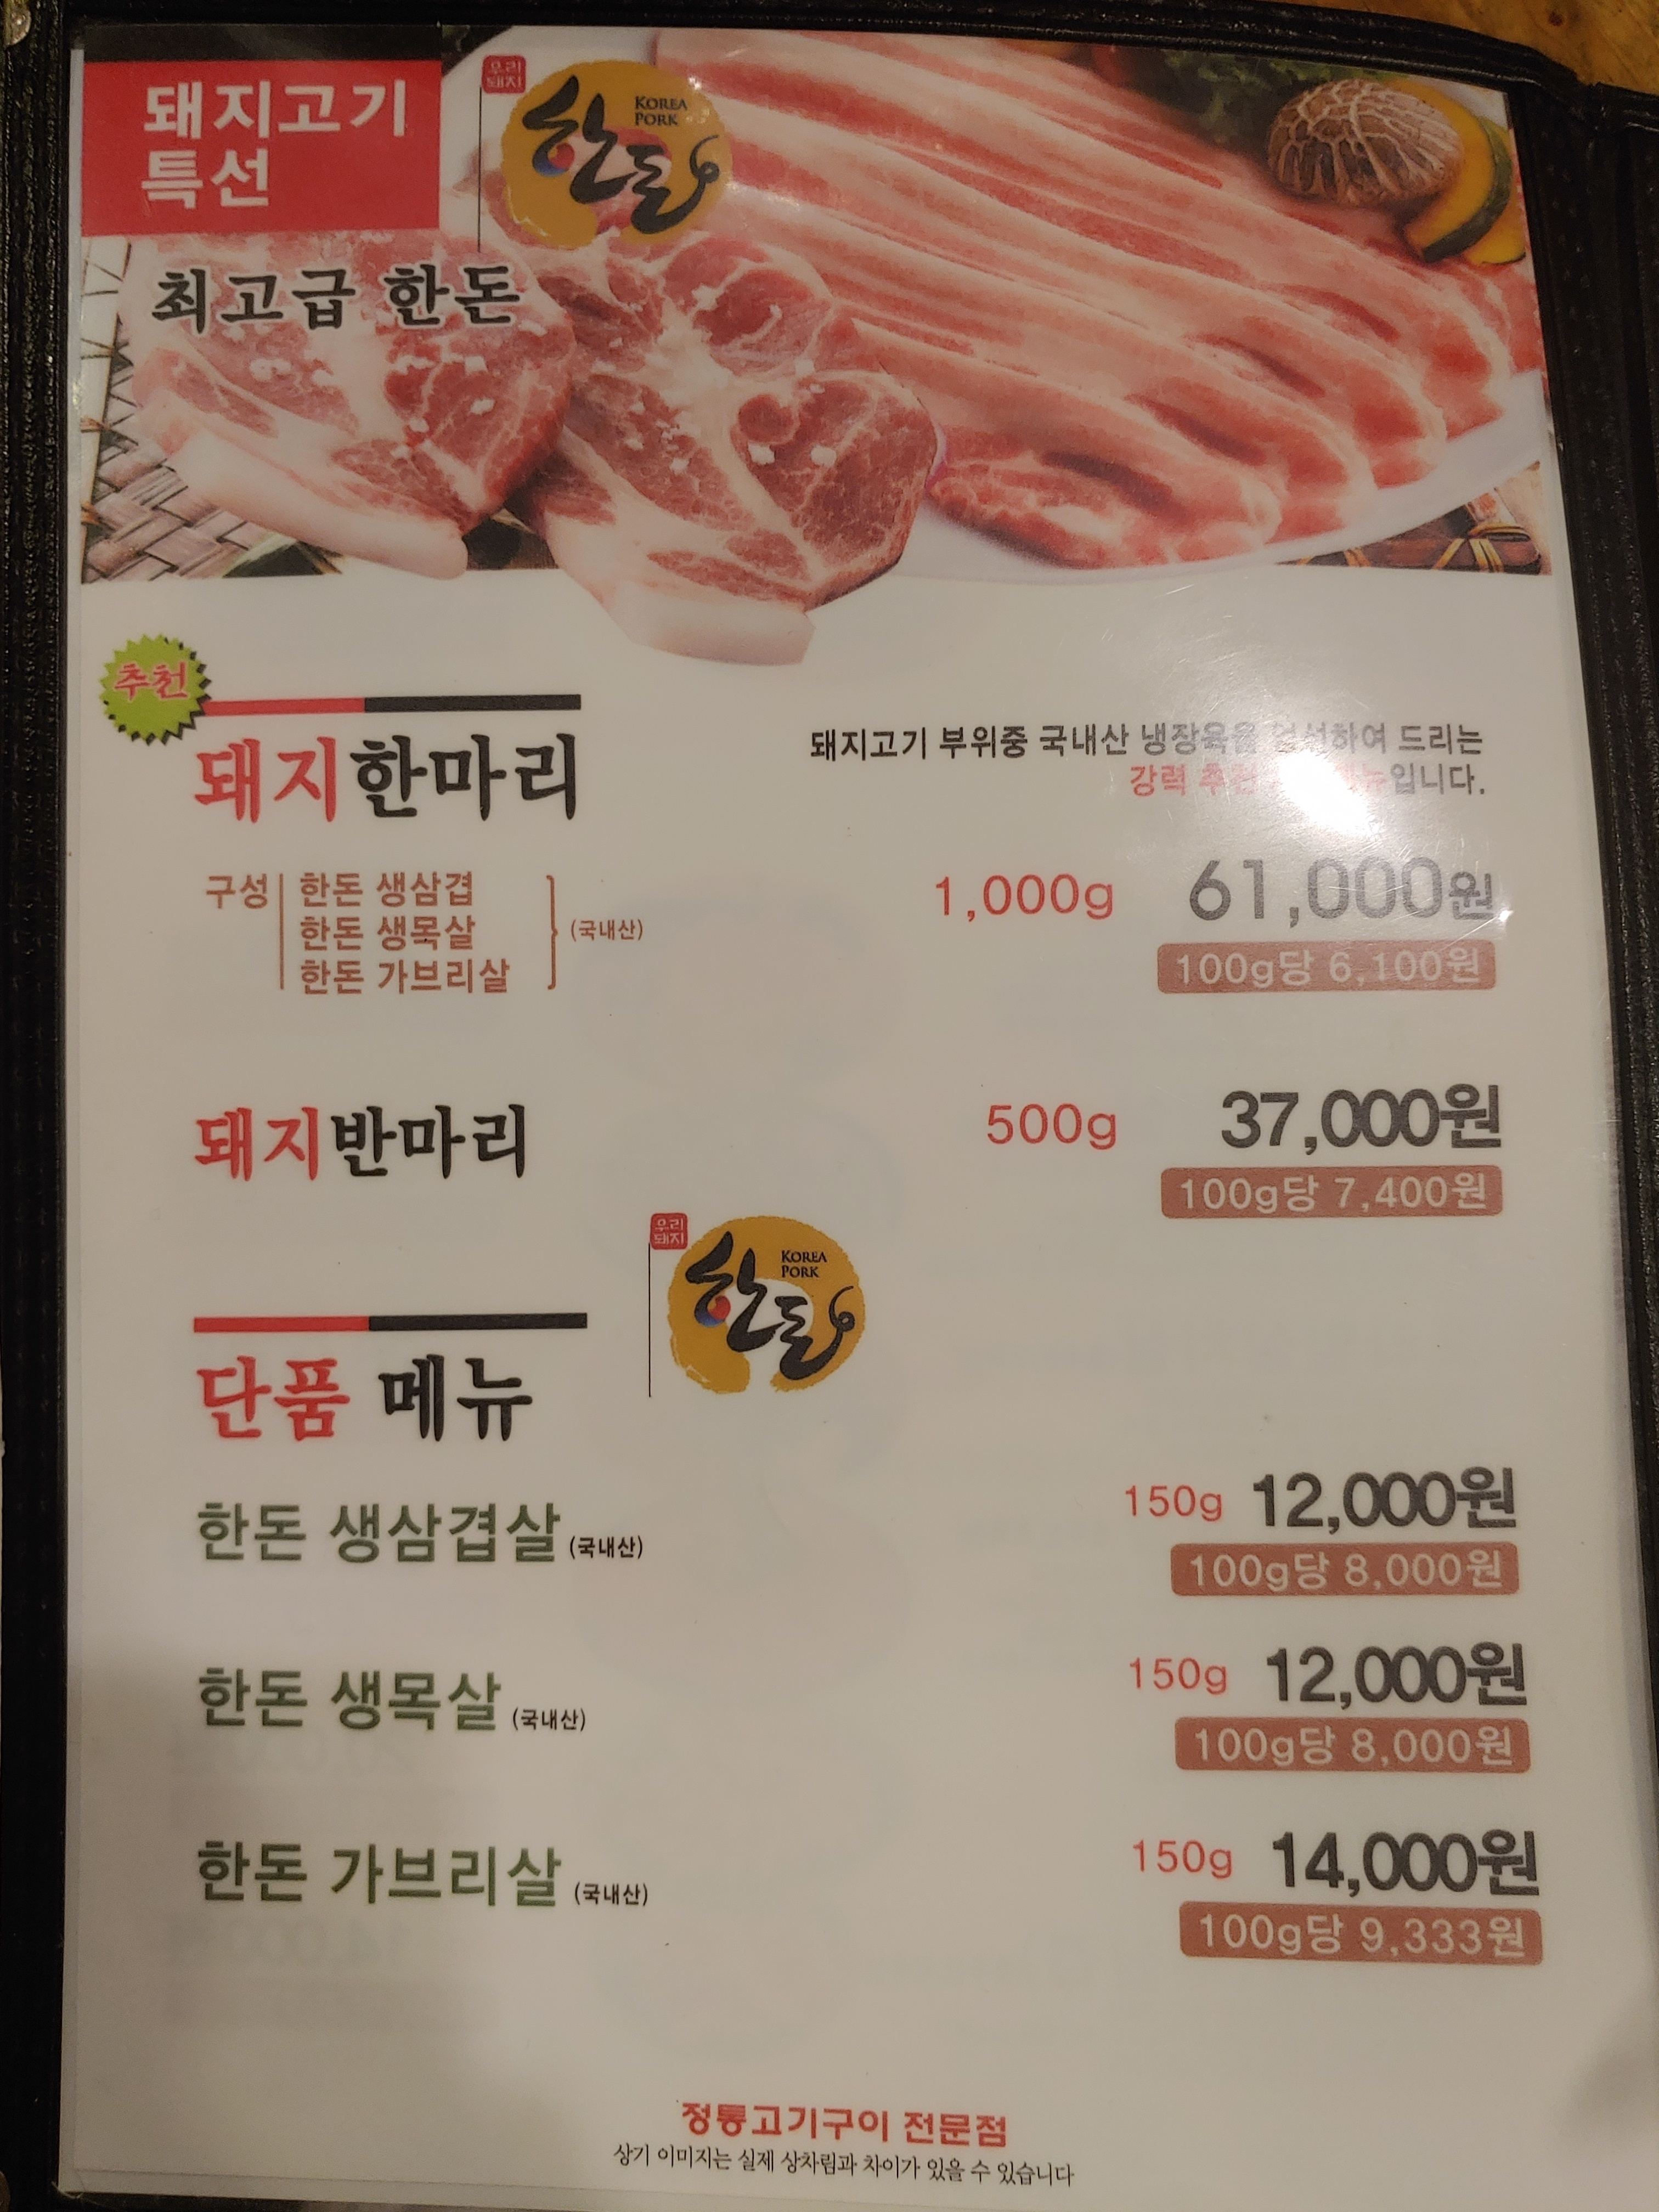 돼지고기
특선
우리
돼지
한돈
KOREA
PORK
최고급 한돈
추천
돼지한마리
돼지고기 부위중 국내산 냉장육을 드리는
강력 입니다.
구성 한돈 생삼겹
한돈 생목살
한돈 가브리살
(국내산)
1,000g 61,000원
100g당 6,100원
돼지반마리 500g 37,000원
100g당 7,400원
우리
돼지
한돈
KOREA
PORK
단품 메뉴
한돈 생삼겹살 (국내산) 150g 12,000원
100g당 8,000원
한돈 생목살 (국내산) 150g 12,000원
100g당 8,000원
한돈 가브리살 (국내산) 150g 14,000원
100g당 9,333원
정통고기구이 전문점
상기 이미지는 실제 상차림과 차이가 있을 수 있습니다